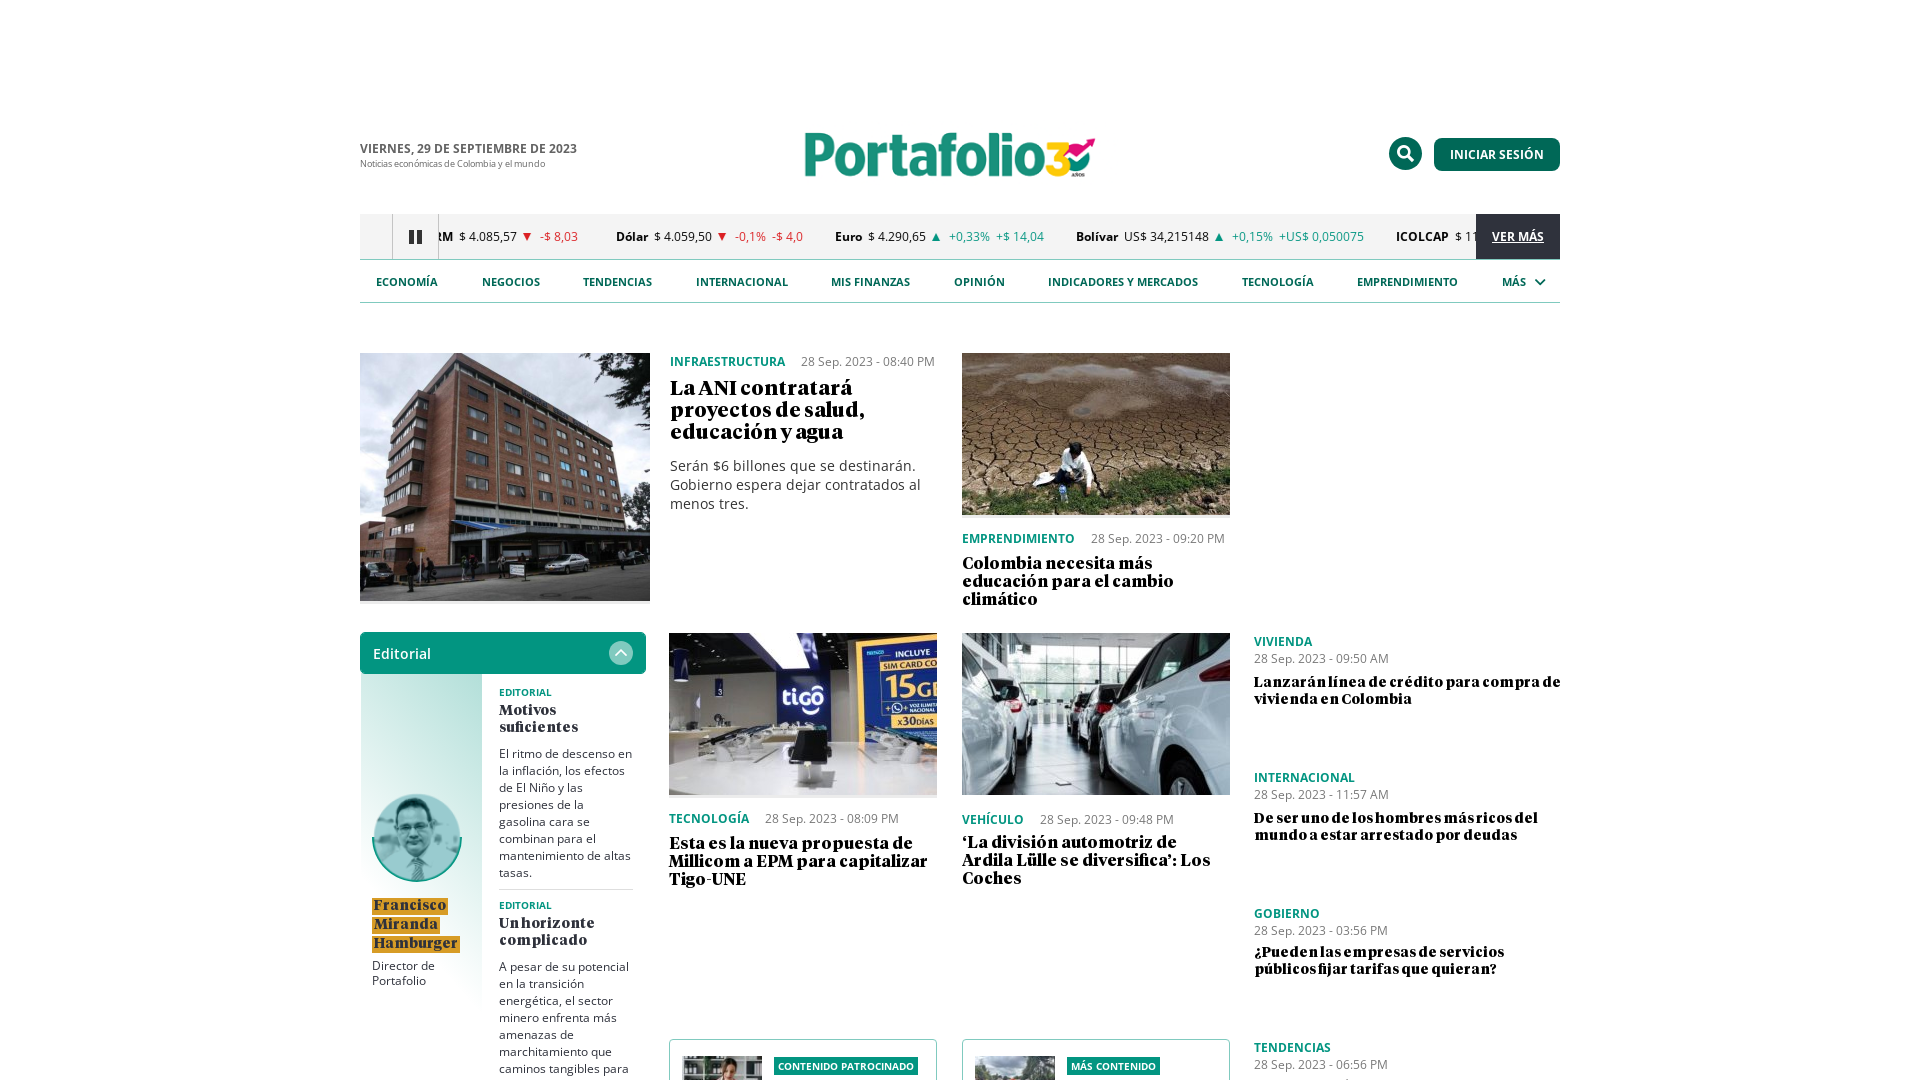 VIERNES, 29 DE SEPTIEMBRE DE 2023
Noticias económicas de Colombia y el mundo
Portafolio 30 AÑOS
INICIAR SESIÓN
RM $ 4.085,57 ▼ -$ 8,03
Dólar $ 4.059,50 ▼ -0,1% -$ 4,0
Euro $ 4.290,65 ▲ +0,33% +$ 14,04
Bolívar US$ 34,215148 ▲ +0,15% +US$ 0,050075
ICOLCAP $ 11
VER MÁS
ECONOMÍA NEGOCIOS TENDENCIAS INTERNACIONAL MIS FINANZAS OPINIÓN INDICADORES Y MERCADOS TECNOLOGÍA EMPRENDIMIENTO MÁS
INFRAESTRUCTURA 28 Sep. 2023 - 08:40 PM
La ANI contratará
proyectos de salud,
educación y agua
Serán $6 billones que se destinarán.
Gobierno espera dejar contratados al
menos tres.
EMPRENDIMIENTO 28 Sep. 2023 - 09:20 PM
Colombia necesita más
educación para el cambio
climático
Editorial
EDITORIAL
Motivos
suficientes
El ritmo de descenso en
la inflación, los efectos
de El Niño y las
presiones de la
gasolina cara se
combinan para el
mantenimiento de altas
tasas.
EDITORIAL
Un horizonte
complicado
A pesar de su potencial
en la transición
energética, el sector
minero enfrenta más
amenazas de
marchitamiento que
caminos tangibles para
Francisco
Miranda
Hamburger
Director de
Portafolio
3
tigo
INCLUYE
SIM CARD CO
15GB
+ VOZ ILIMITADA
NACIONAL
x30DÍAS
TECNOLOGÍA 28 Sep. 2023 - 08:09 PM
Esta es la nueva propuesta de
Millicom a EPM para capitalizar
Tigo-UNE
VEHÍCULO 28 Sep. 2023 - 09:48 PM
‘La división automotriz de
Ardila Lülle se diversifica’: Los
Coches
VIVIENDA
28 Sep. 2023 - 09:50 AM
Lanzarán línea de crédito para compra de
vivienda en Colombia
INTERNACIONAL
28 Sep. 2023 - 11:57 AM
De ser uno de los hombres más ricos del
mundo a estar arrestado por deudas
GOBIERNO
28 Sep. 2023 - 03:56 PM
¿Pueden las empresas de servicios
públicos fijar tarifas que quieran?
TENDENCIAS
28 Sep. 2023 - 06:56 PM
CONTENIDO PATROCINADO
MÁS CONTENIDO